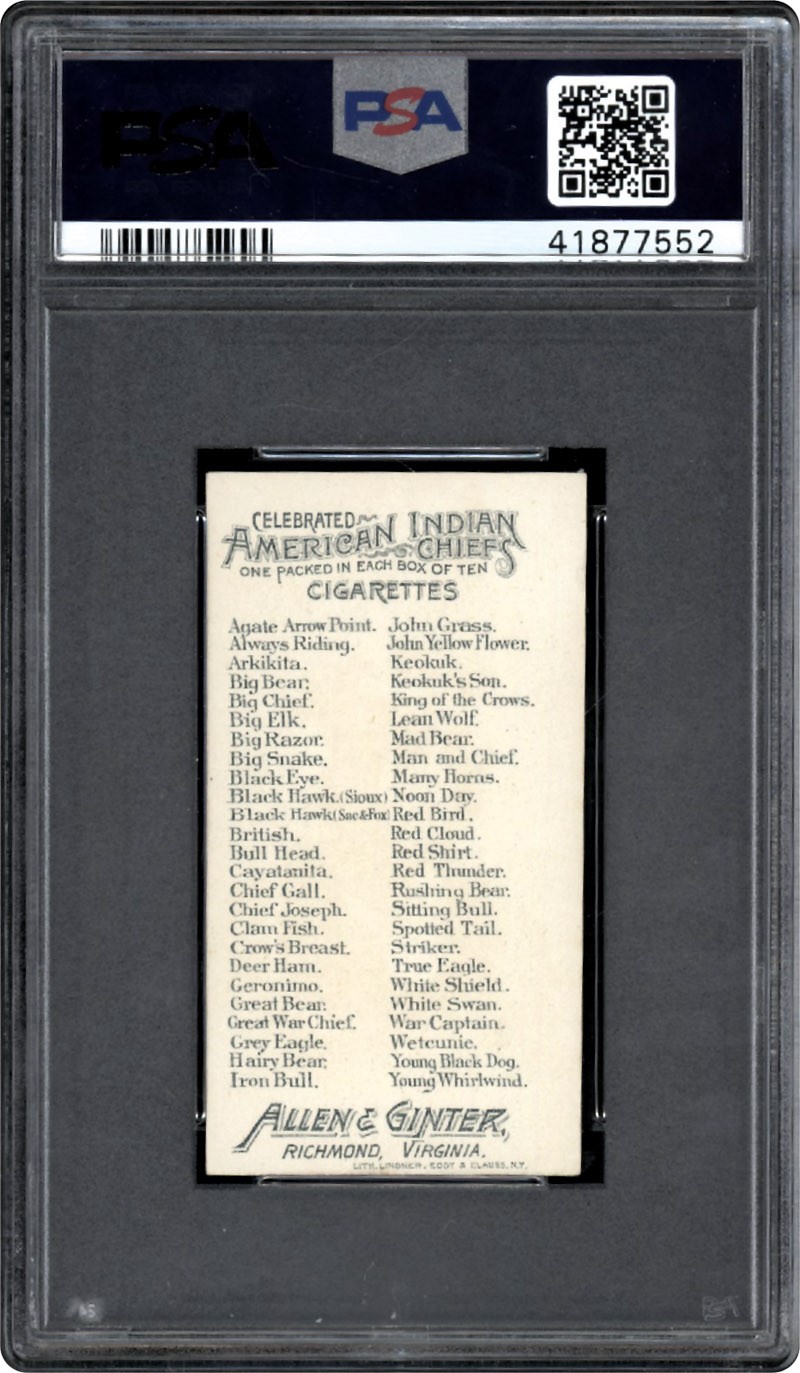 PSA
PSA
41877552
CELEBRATED
AMERICAN INDIAN
CHIEFS
ONE PACKED IN EACH BOX OF TEN
CIGARETTES
Agate Arrow Point. John Grass.
Always Riding. John Yellow Flower.
Arkikita. Keokuk.
Big Bear. Keokuk's Son.
Big Chief. King of the Crows.
Big Elk. Lean Wolf.
Big Razor. Mad Bear.
Big Snake. Man and Chief.
Black Eye. Many Horns.
Black Hawk. (Sioux) Noon Day.
Black Hawk (Sac & Fox) Red Bird.
British. Red Cloud.
Bull Head. Red Shirt.
Cayatanita. Red Thunder.
Chief Gall. Rushing Bear.
Chief Joseph. Sitting Bull.
Clam Fish. Spotted Tail.
Crow's Breast. Striker.
Deer Ham. True Eagle.
Geronimo. White Shield.
Great Bear. White Swan.
Great War Chief. War Captain.
Grey Eagle. Wetcunie.
Hairy Bear. Young Black Dog.
Iron Bull. Young Whirlwind.
ALLEN & GINTER,
RICHMOND, VIRGINIA.
LITH. LINDNER, EDDY & CLAUSS, N.Y.